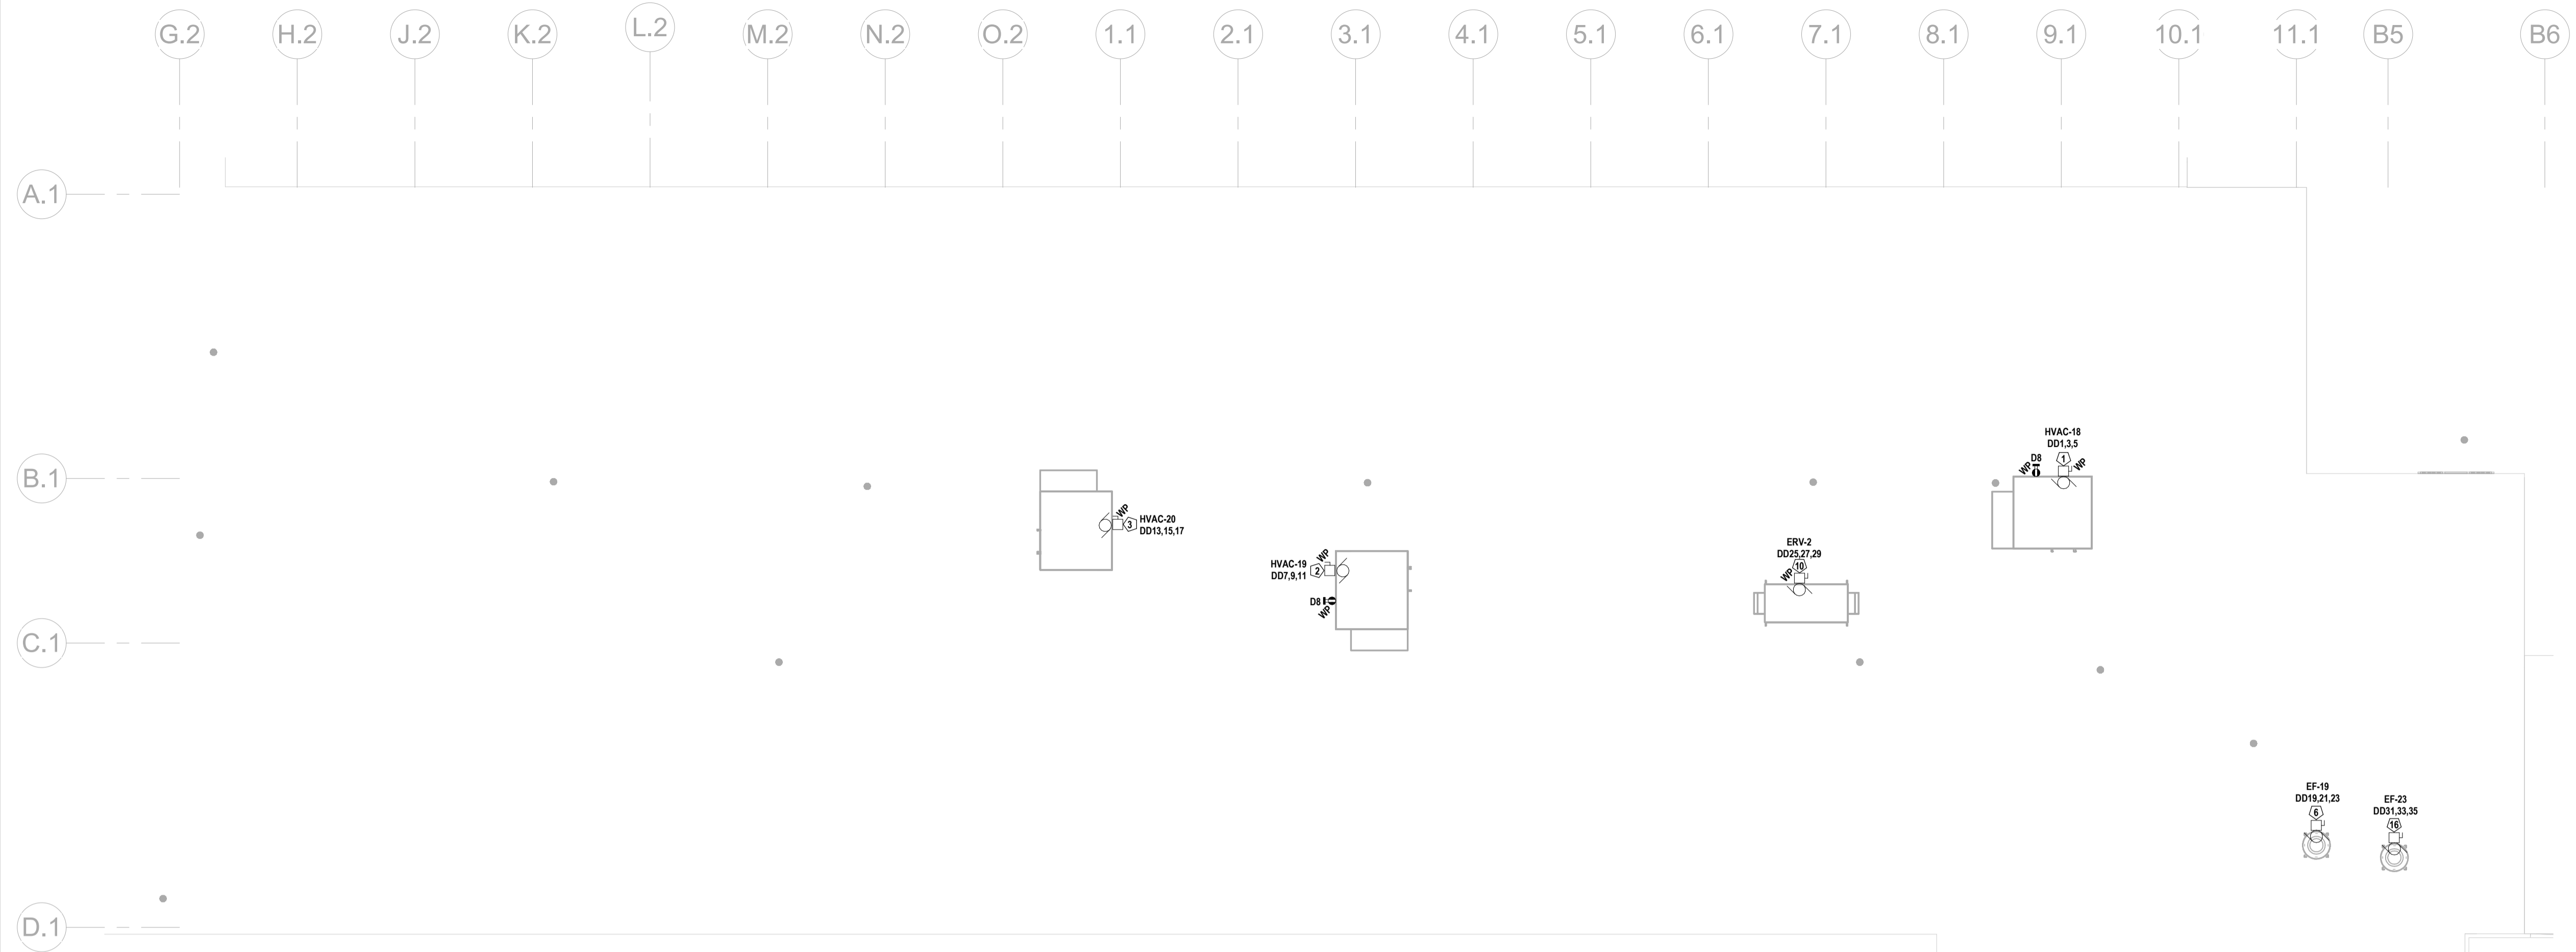 G.2 H.2 J.2 K.2 L.2 M.2 N.2 O.2 1.1 2.1 3.1 4.1 5.1 6.1 7.1 8.1 9.1 10.1 11.1 B5 B6
A.1
HVAC-18
DD1,3,5
1
D8
WP
WP
B.1
WP
3
HVAC-20
DD13,15,17
WP
HVAC-19
DD7,9,11
2
D8
WP
ERV-2
DD25,27,29
10
WP
C.1
EF-19
DD19,21,23
6
EF-23
DD31,33,35
16
D.1